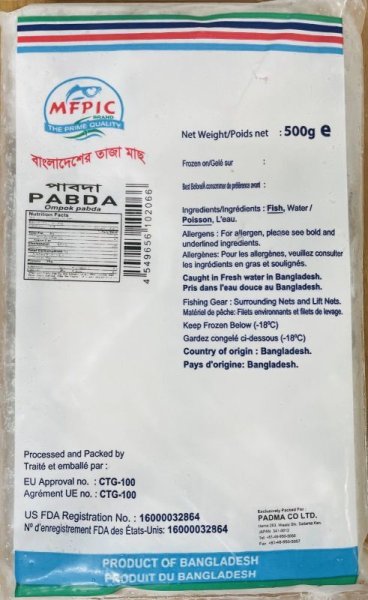 MFPIC
BRAND
THE PRIME QUALITY
বাংলাদেশের তাজা মাছ
পাবদা
PABDA
Ompok pabda
Nutrition Facts
4 549656 102066
Net Weight/Poids net : 500g e
Frozen on/Gelé sur :
Best Before/A consommer de préférence avant :
Ingredients/Ingrédients : Fish, Water /
Poisson, L'eau.
Allergens : For allergen, please see bold and
underlined ingredients.
Allergènes: Pour les allergènes, veuillez consulter
les ingrédients en gras et soulignés.
Caught in Fresh water in Bangladesh.
Pris dans l'eau douce au Bangladesh.
Fishing Gear : Surrounding Nets and Lift Nets.
Matériel de pêche: Filets environnants et filets de levage.
Keep Frozen Below (-18ºC)
Gardez congelé ci-dessous (-18ºC)
Country of origin : Bangladesh.
Pays d'origine: Bangladesh.
Processed and Packed by
Traité et emballé par :
EU Approval no. : CTG-100
Agrément UE no. : CTG-100
US FDA Registration No. : 16000032864
Nº d'enregistrement FDA des États-Unis: 16000032864
Exclusively Packed For :
PADMA CO LTD.
PRODUCT OF BANGLADESH
PRODUIT DU BANGLADESH